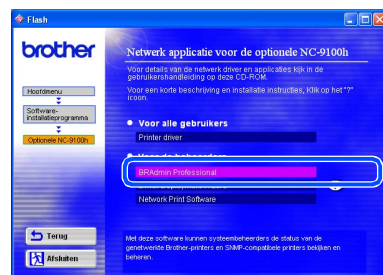 Flash
brother
Netwerk applicatie voor de optionele NC-9100h
Voor details van de netwerk driver en applicaties kijk in de
gebruikershandleiding op deze CD-ROM.
Voor een korte beschrijving en installatie instructies, Klik op het "?"
icoon.
Hoofdmenu
Software-
installatieprogramma
Optionele NC-9100h
Voor alle gebruikers
Printer driver
BRAdmin Professional
Network Print Software
Terug
Afsluiten
Met deze software kunnen systeembeheerders de status van de
genetwerkte Brother-printers en SNMP-compatibele printers bekijken en
beheren.